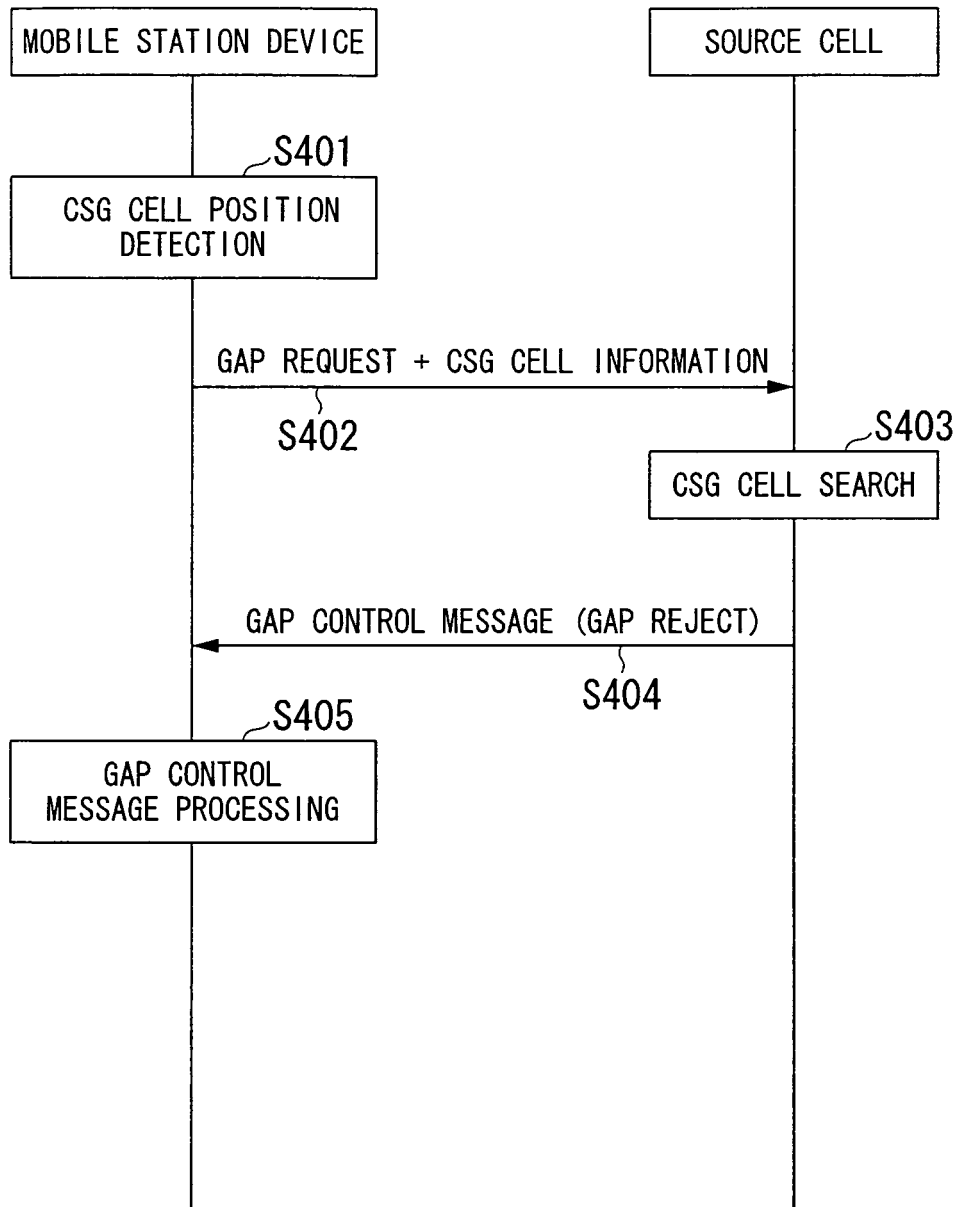 MOBILE STATION DEVICE
SOURCE CELL
S401
CSG CELL POSITION
DETECTION
GAP REQUEST + CSG CELL INFORMATION
S402
S403
CSG CELL SEARCH
GAP CONTROL MESSAGE (GAP REJECT)
S404
S405
GAP CONTROL
MESSAGE PROCESSING